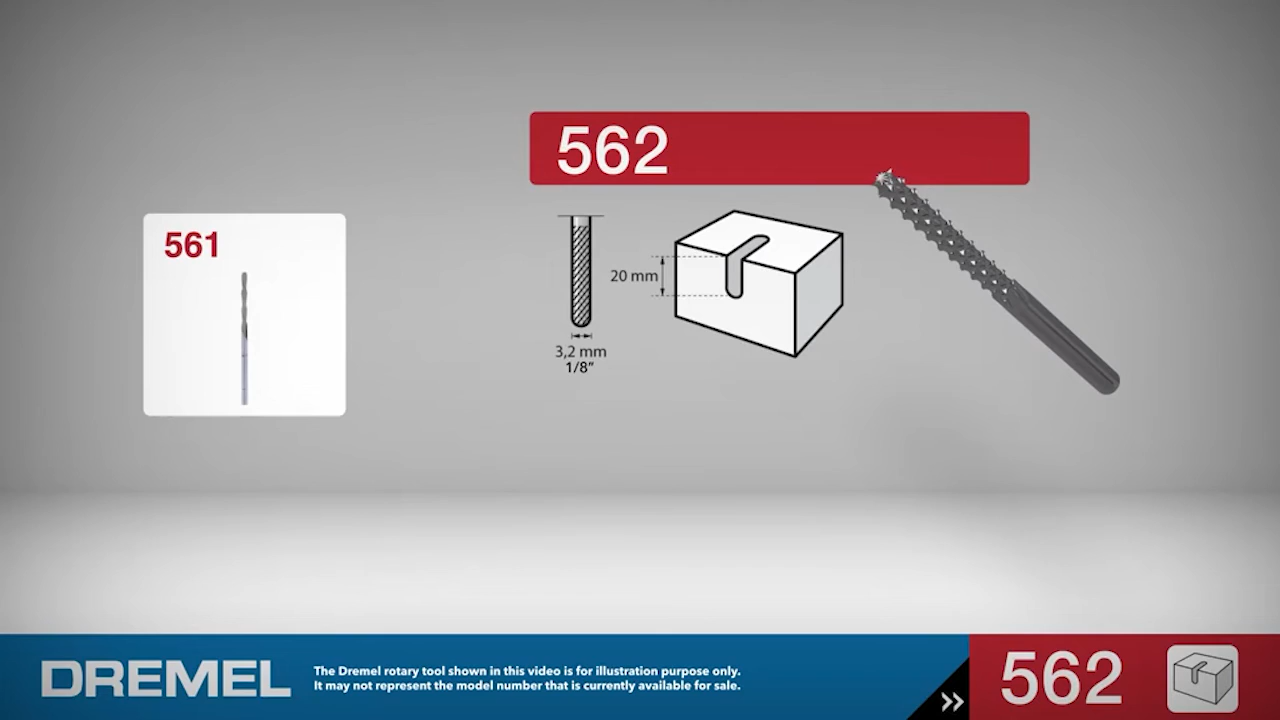 562
561
20 mm
3,2 mm
1/8”
DREMEL
The Dremel rotary tool shown in this video is for illustration purpose only.
It may not represent the model number that is currently available for sale.
562